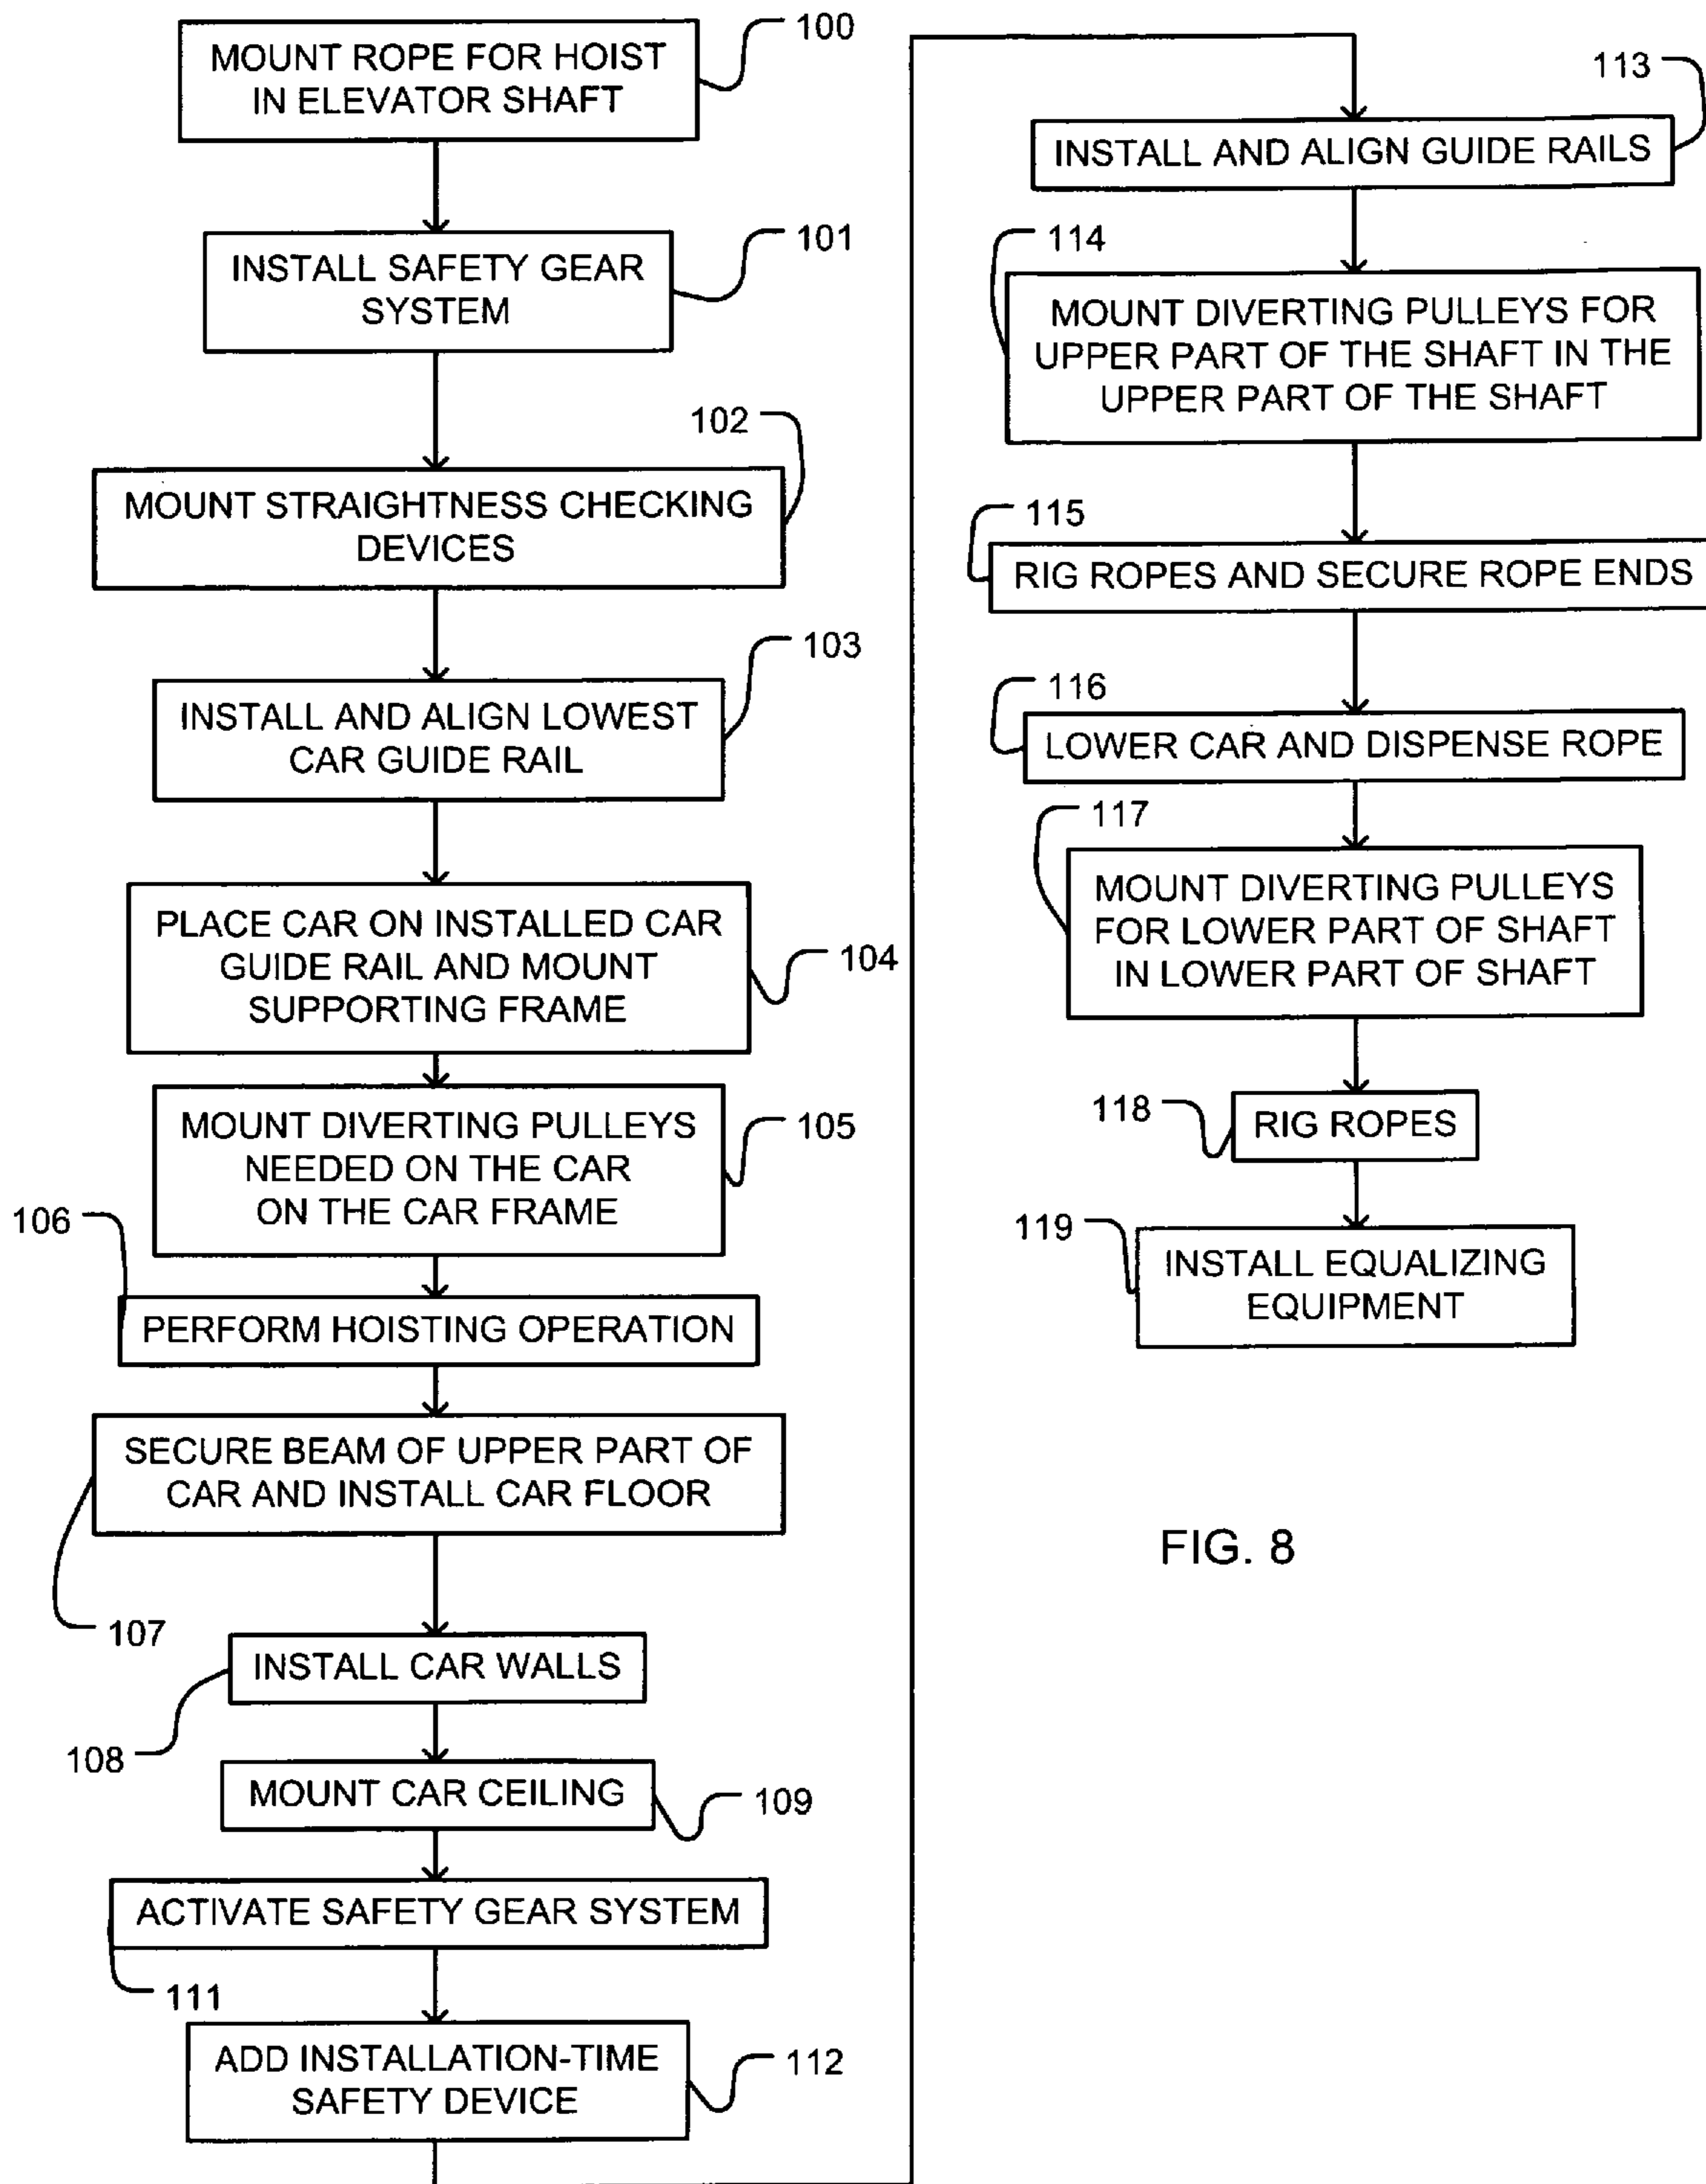 100
MOUNT ROPE FOR HOIST
IN ELEVATOR SHAFT
101
INSTALL SAFETY GEAR
SYSTEM
102
MOUNT STRAIGHTNESS CHECKING
DEVICES
103
INSTALL AND ALIGN LOWEST
CAR GUIDE RAIL
PLACE CAR ON INSTALLED CAR
GUIDE RAIL AND MOUNT
SUPPORTING FRAME
104
MOUNT DIVERTING PULLEYS
NEEDED ON THE CAR
ON THE CAR FRAME
105
106
PERFORM HOISTING OPERATION
SECURE BEAM OF UPPER PART OF
CAR AND INSTALL CAR FLOOR
107
INSTALL CAR WALLS
108
MOUNT CAR CEILING
109
ACTIVATE SAFETY GEAR SYSTEM
111
ADD INSTALLATION-TIME
SAFETY DEVICE
112
113
INSTALL AND ALIGN GUIDE RAILS
114
MOUNT DIVERTING PULLEYS FOR
UPPER PART OF THE SHAFT IN THE
UPPER PART OF THE SHAFT
115
RIG ROPES AND SECURE ROPE ENDS
116
LOWER CAR AND DISPENSE ROPE
117
MOUNT DIVERTING PULLEYS
FOR LOWER PART OF SHAFT
IN LOWER PART OF SHAFT
118
RIG ROPES
119
INSTALL EQUALIZING
EQUIPMENT
FIG. 8